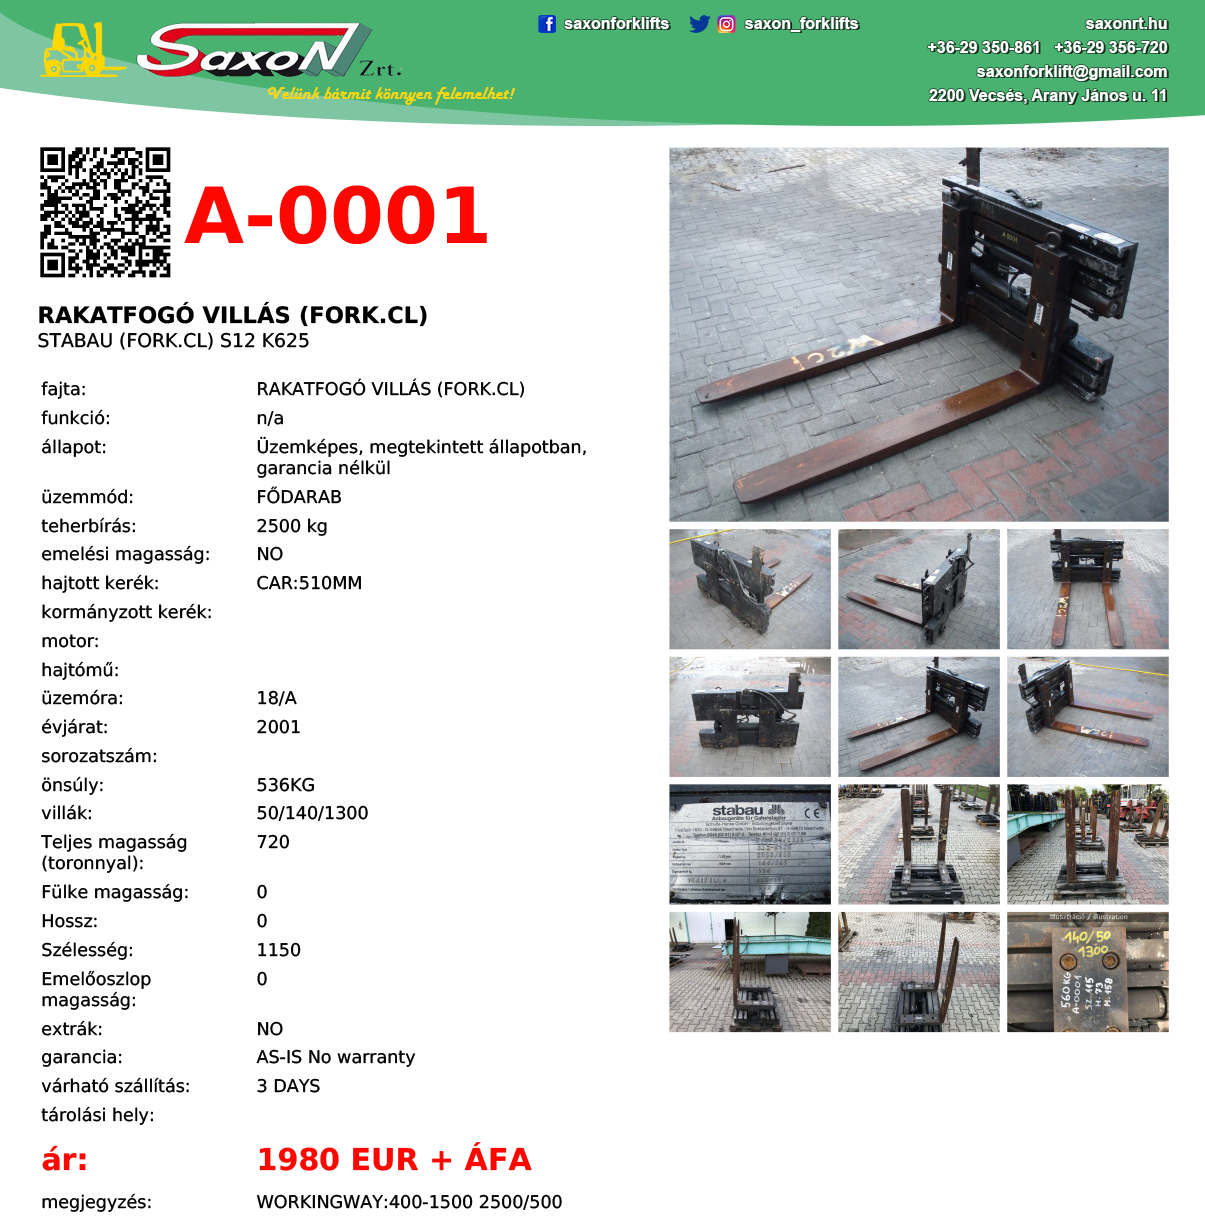 saxonforklifts saxon_forklifts
saxonrt.hu
+36-29 350-861 +36-29 356-720
saxonforklift@gmail.com
2200 Vecsés, Arany János u. 11
SaxoN Zrt.
Velünk bármit könnyen felemelhet!
A-0001
RAKATFOGÓ VILLÁS (FORK.CL)
STABAU (FORK.CL) S12 K625
fajta: RAKATFOGÓ VILLÁS (FORK.CL)
funkció: n/a
állapot: Üzemképes, megtekintett állapotban,
garancia nélkül
üzemmód: FŐDARAB
teherbírás: 2500 kg
emelési magasság: NO
hajtott kerék: CAR:510MM
kormányzott kerék:
motor:
hajtómű:
üzemóra: 18/A
évjárat: 2001
sorozatszám:
önsúly: 536KG
villák: 50/140/1300
Teljes magasság 720
(toronnyal):
Fülke magasság: 0
Hossz: 0
Szélesség: 1150
Emelőoszlop 0
magasság:
extrák: NO
garancia: AS-IS No warranty
várható szállítás: 3 DAYS
tárolási hely:
ár: 1980 EUR + ÁFA
megjegyzés: WORKINGWAY:400-1500 2500/500
A 0001
stabau
Anbaugeräte für Gabelstapler
CE
illusztráció / illustration
140/50
1300
560KG
A-0001
SZ.115
H.73
M.158